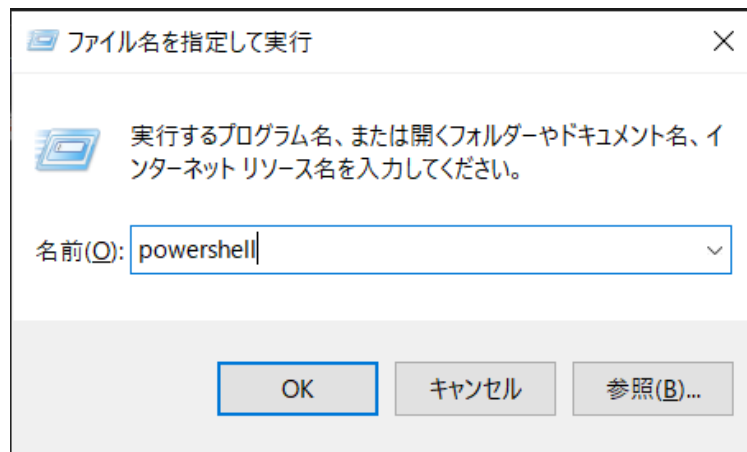 ファイル名を指定して実行
実行するプログラム名、または開くフォルダーやドキュメント名、イ
ンターネット リソース名を入力してください。
名前(O): powershell
OK キャンセル 参照(B)...